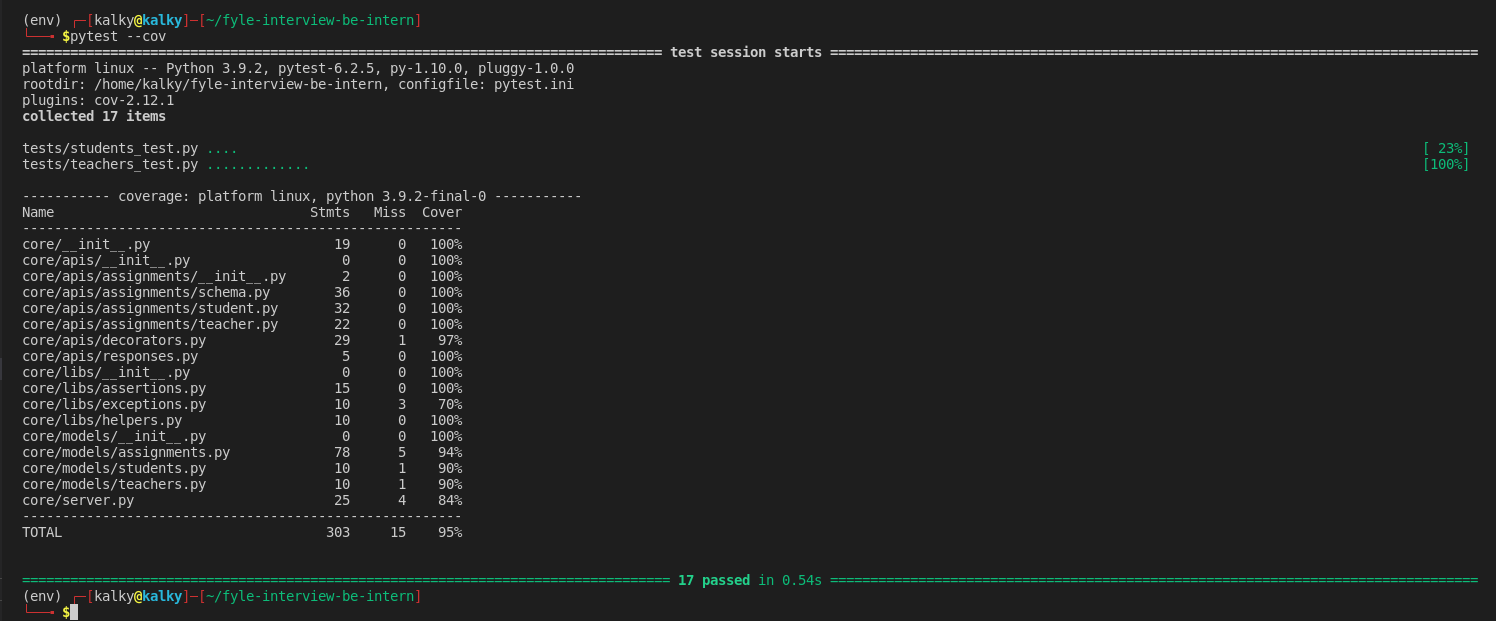 (env) ┌─[kalky@kalky]─[~/fyle-interview-be-intern]
└──╼ $pytest --cov
================================================================================ test session starts =================================================================================
platform linux -- Python 3.9.2, pytest-6.2.5, py-1.10.0, pluggy-1.0.0
rootdir: /home/kalky/fyle-interview-be-intern, configfile: pytest.ini
plugins: cov-2.12.1
collected 17 items
tests/students_test.py .... [ 23%]
tests/teachers_test.py ............. [100%]
----------- coverage: platform linux, python 3.9.2-final-0 -----------
Name                                Stmts   Miss  Cover
-------------------------------------------------------
core/__init__.py                       19      0   100%
core/apis/__init__.py                   0      0   100%
core/apis/assignments/__init__.py       2      0   100%
core/apis/assignments/schema.py        36      0   100%
core/apis/assignments/student.py       32      0   100%
core/apis/assignments/teacher.py       22      0   100%
core/apis/decorators.py                29      1    97%
core/apis/responses.py                  5      0   100%
core/libs/__init__.py                   0      0   100%
core/libs/assertions.py                15      0   100%
core/libs/exceptions.py                10      3    70%
core/libs/helpers.py                   10      0   100%
core/models/__init__.py                 0      0   100%
core/models/assignments.py             78      5    94%
core/models/students.py                10      1    90%
core/models/teachers.py                10      1    90%
core/server.py                         25      4    84%
-------------------------------------------------------
TOTAL                                 303     15    95%
================================================================================= 17 passed in 0.54s =================================================================================
(env) ┌─[kalky@kalky]─[~/fyle-interview-be-intern]
└──╼ $